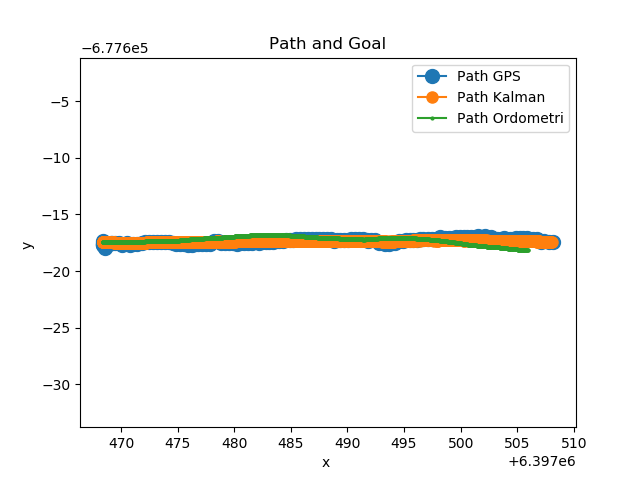 Path and Goal
−6.776e5
Path GPS
Path Kalman
Path Ordometri
−5
−10
−15
−20
−25
−30
y
470 475 480 485 490 495 500 505 510
x
+6.397e6